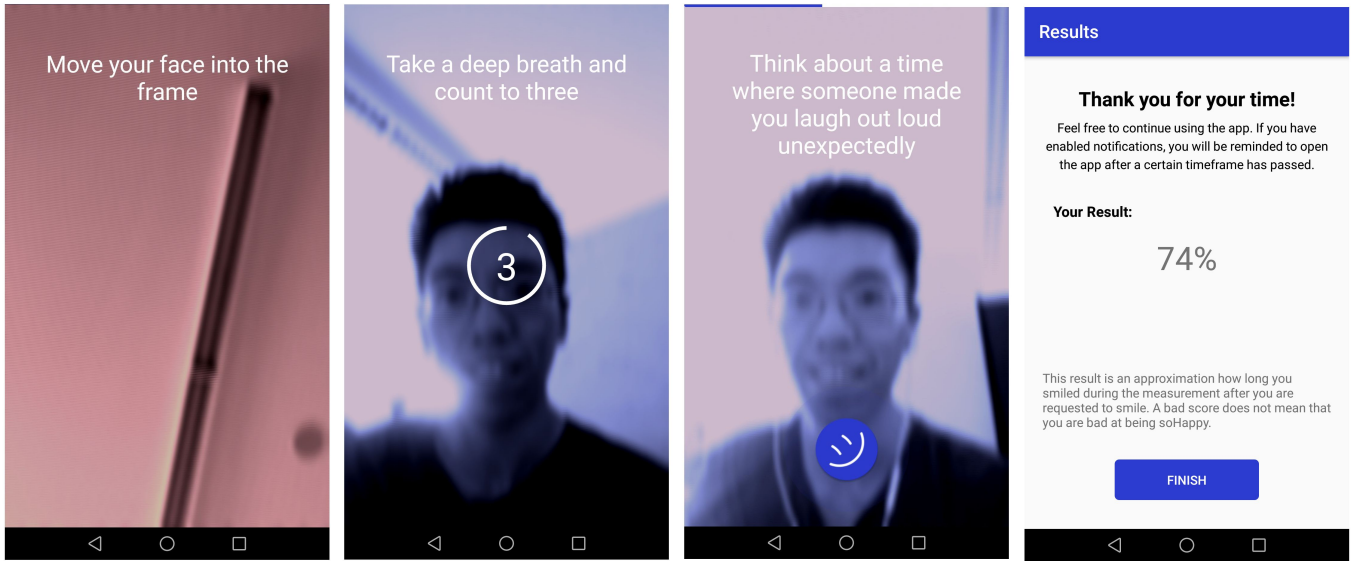 Move your face into the
frame
Take a deep breath and
count to three
3
Think about a time
where someone made
you laugh out loud
unexpectedly
Results
Thank you for your time!
Feel free to continue using the app. If you have
enabled notifications, you will be reminded to open
the app after a certain timeframe has passed.
Your Result:
74%
This result is an approximation how long you
smiled during the measurement after you are
requested to smile. A bad score does not mean that
you are bad at being soHappy.
FINISH